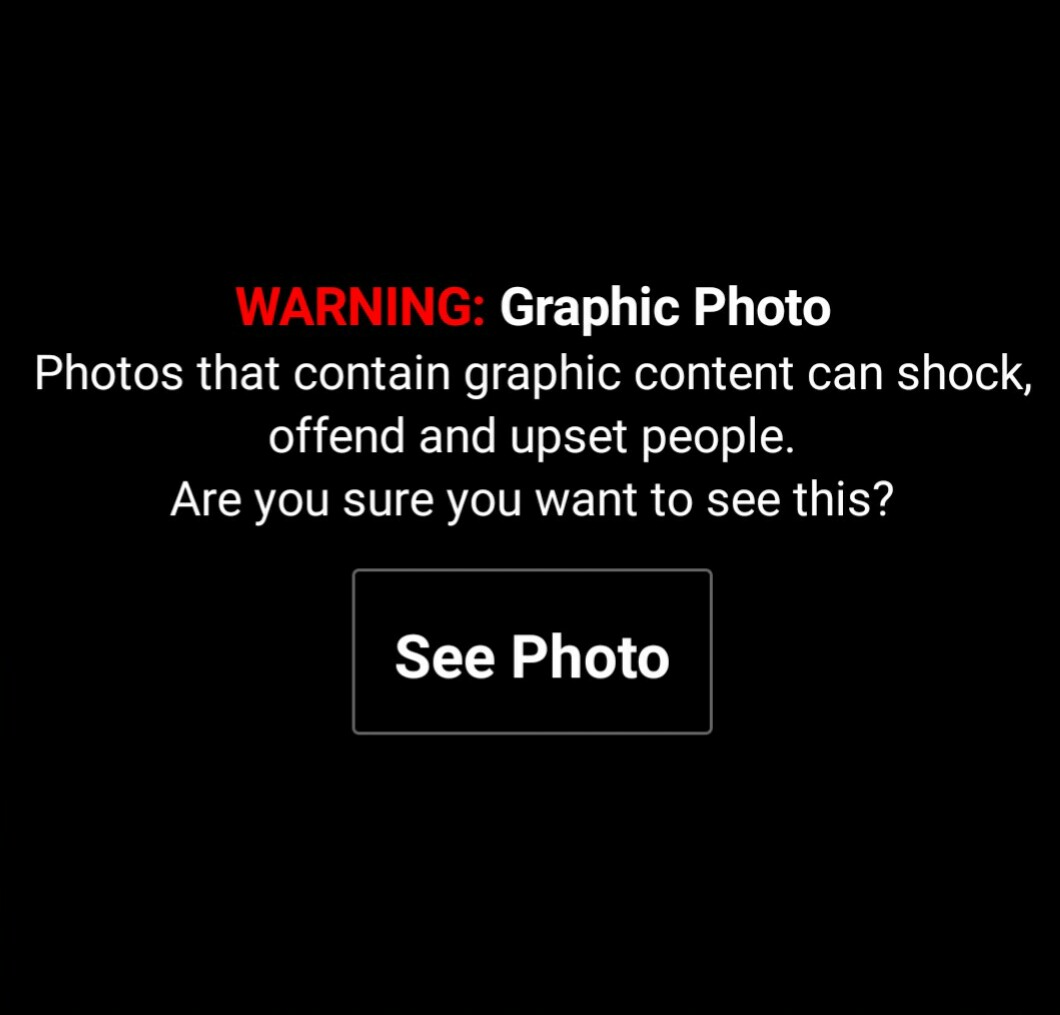 WARNING: Graphic Photo
Photos that contain graphic content can shock,
offend and upset people.
Are you sure you want to see this?
See Photo